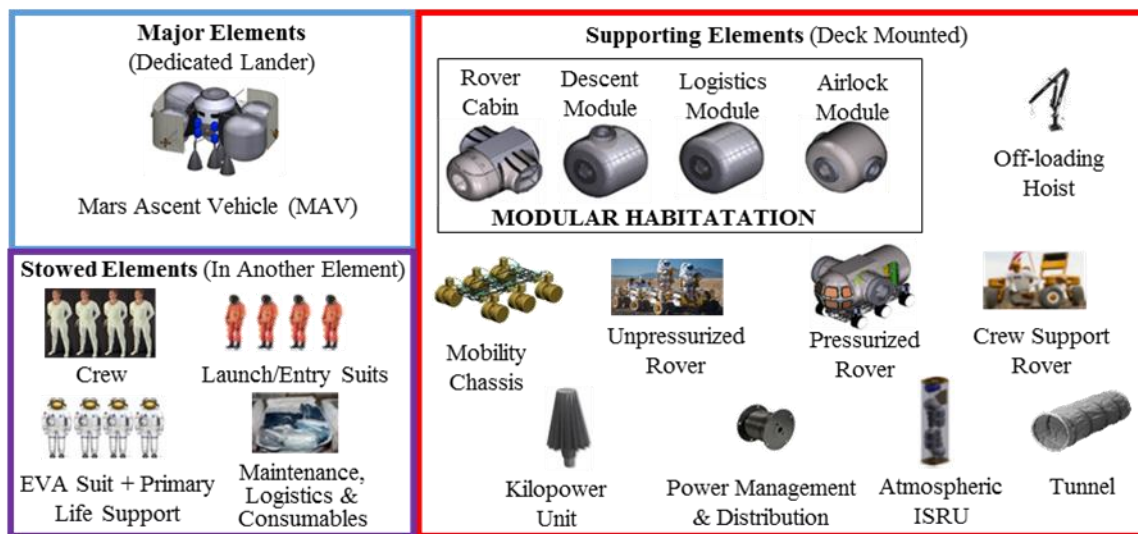 Major Elements
(Dedicated Lander)
Mars Ascent Vehicle (MAV)
Stowed Elements (In Another Element)
Crew
Launch/Entry Suits
EVA Suit + Primary
Life Support
Maintenance,
Logistics &
Consumables
Supporting Elements (Deck Mounted)
Rover
Cabin
Descent
Module
Logistics
Module
Airlock
Module
MODULAR HABITATATION
Off-loading
Hoist
Mobility
Chassis
Unpressurized
Rover
Pressurized
Rover
Crew Support
Rover
Kilopower
Unit
Power Management
& Distribution
Atmospheric
ISRU
Tunnel